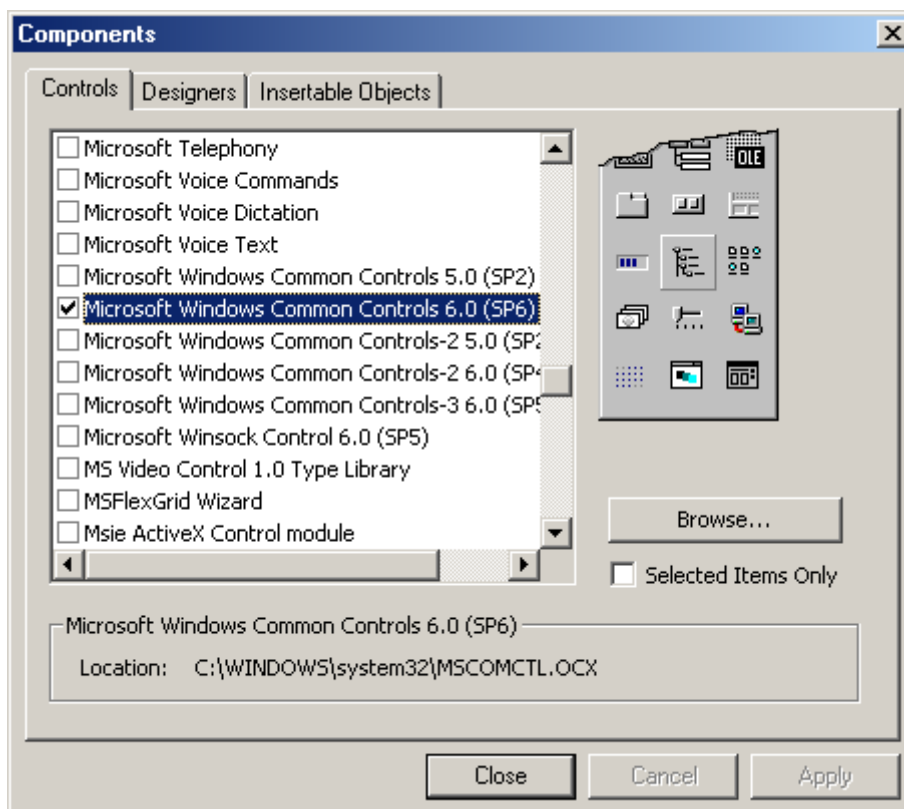 Components
Controls
Designers
Insertable Objects
Microsoft Telephony
Microsoft Voice Commands
Microsoft Voice Dictation
Microsoft Voice Text
Microsoft Windows Common Controls 5.0 (SP2)
Microsoft Windows Common Controls 6.0 (SP6)
Microsoft Windows Common Controls-2 5.0 (SP2
Microsoft Windows Common Controls-2 6.0 (SP4
Microsoft Windows Common Controls-3 6.0 (SP5
Microsoft Winsock Control 6.0 (SP5)
MS Video Control 1.0 Type Library
MSFlexGrid Wizard
Msie ActiveX Control module
OLE
Browse...
Selected Items Only
Microsoft Windows Common Controls 6.0 (SP6)
Location: C:\WINDOWS\system32\MSCOMCTL.OCX
Close
Cancel
Apply